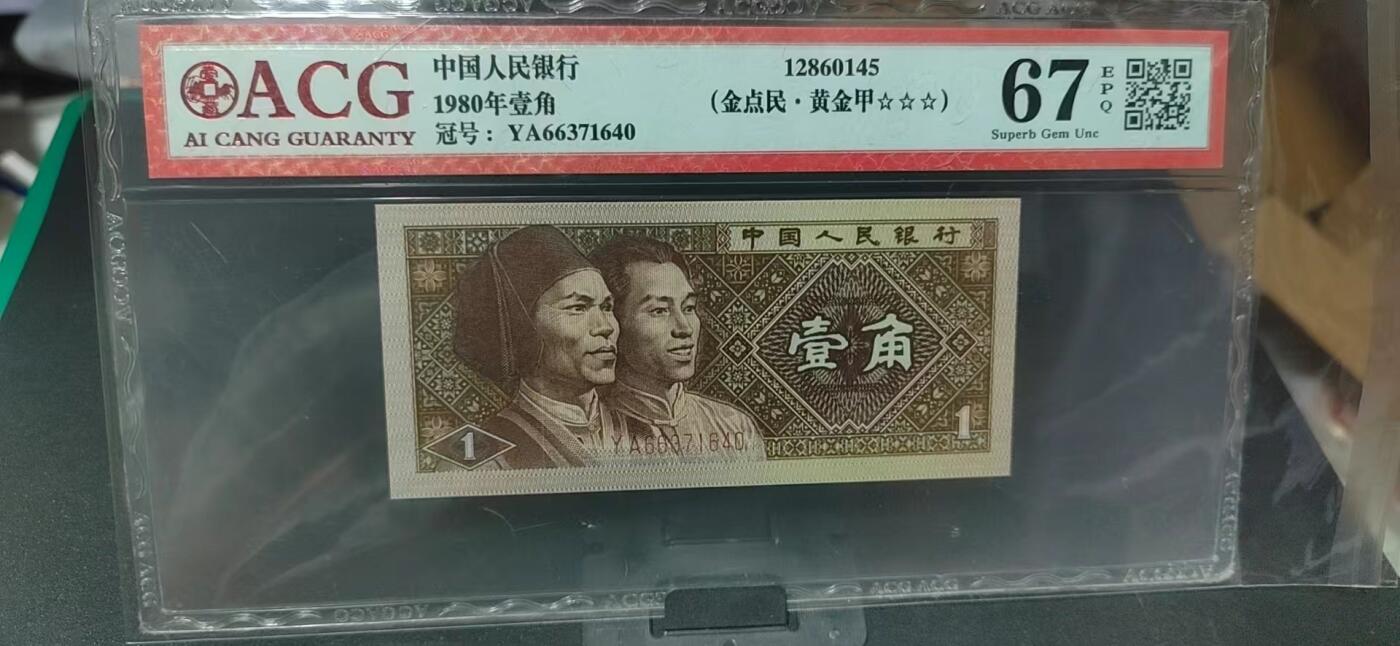 ACG
AI CANG GUARANTY
中国人民银行
1980年壹角
冠号：YA66371640
12860145
（金点民·黄金甲☆☆☆）
67
EPQ
Superb Gem Unc
中国人民银行
壹角
1
1
YA66371640